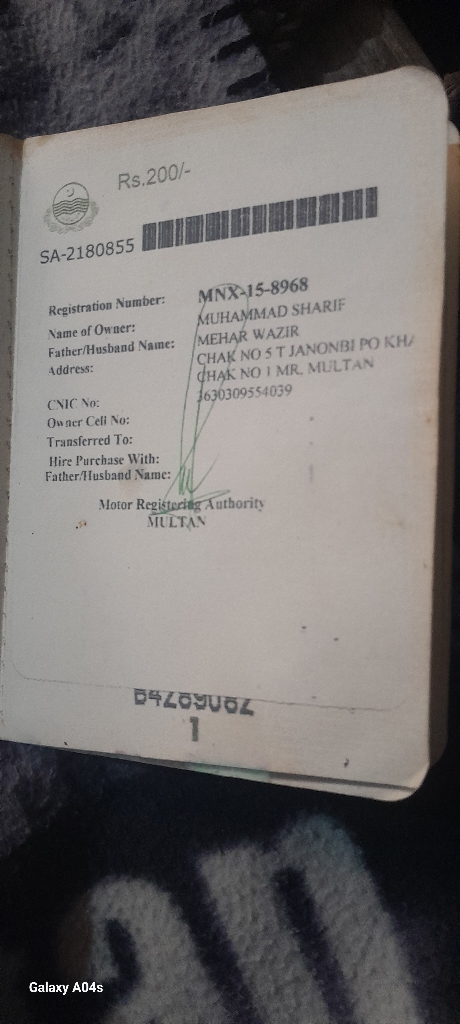 Rs.200/-
SA-2180855
Registration Number: MNX-15-8968
Name of Owner: MUHAMMAD SHARIF
Father/Husband Name: MEHAR WAZIR
Address: CHAK NO 5 T JANONBI PO KHA
CHAK NO 1 MR, MULTAN
CNIC No: 3630309554039
Owner Cell No:
Transferred To:
Hire Purchase With:
Father/Husband Name:
Motor Registering Authority
MULTAN
B4289082
1
Galaxy A04s